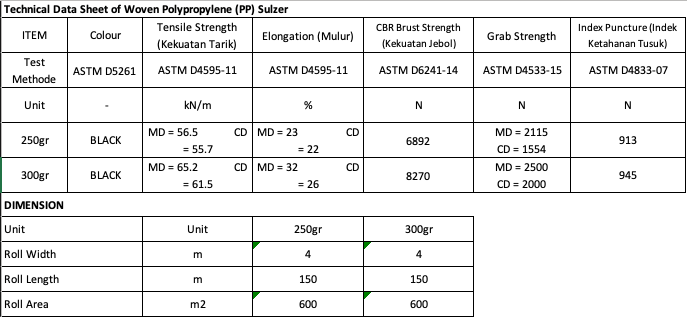 Technical Data Sheet of Woven Polypropylene (PP) Sulzer
ITEM Colour Tensile Strength (Kekuatan Tarik) Elongation (Mulur) CBR Brust Strength (Kekuatan Jebol) Grab Strength Index Puncture (Indek Ketahanan Tusuk)
Test Methode ASTM D5261 ASTM D4595-11 ASTM D4595-11 ASTM D6241-14 ASTM D4533-15 ASTM D4833-07
Unit - kN/m % N N N
250gr BLACK MD = 56.5 CD = 55.7 MD = 23 CD = 22 6892 MD = 2115 CD = 1554 913
300gr BLACK MD = 65.2 CD = 61.5 MD = 32 CD = 26 8270 MD = 2500 CD = 2000 945
DIMENSION
Unit Unit 250gr 300gr
Roll Width m 4 4
Roll Length m 150 150
Roll Area m2 600 600